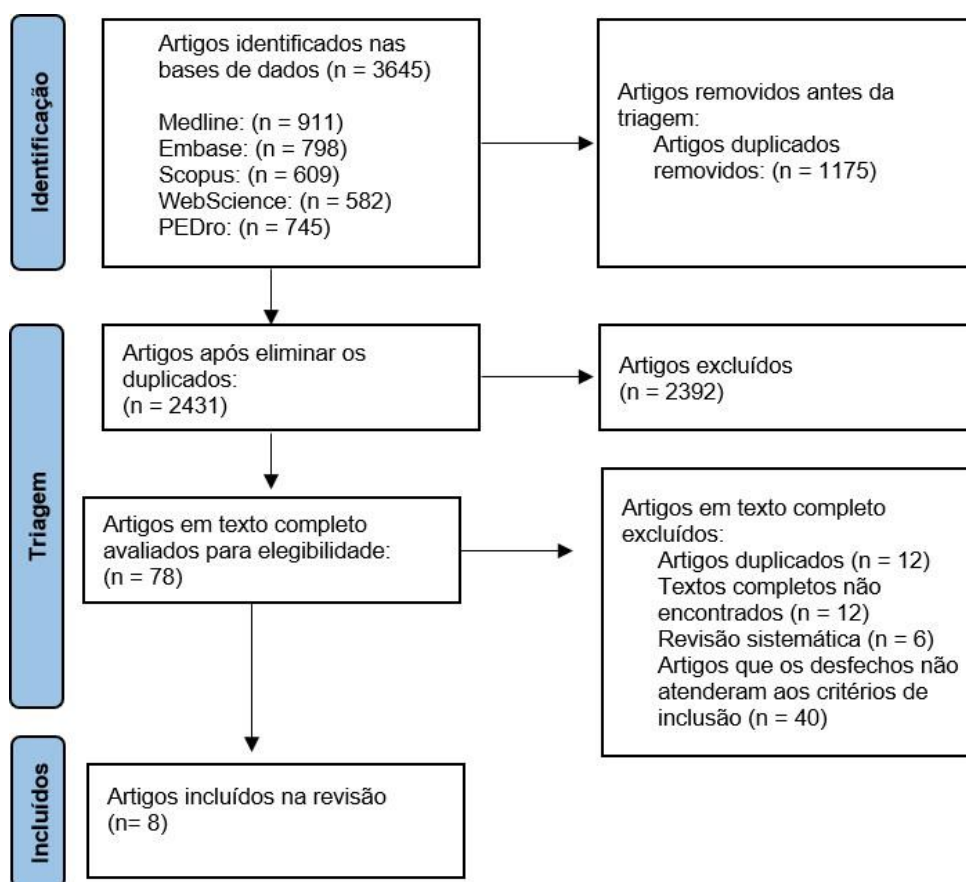 Identificação
Artigos identificados nas
bases de dados (n = 3645)
Medline: (n = 911)
Embase: (n = 798)
Scopus: (n = 609)
WebScience: (n = 582)
PEDro: (n = 745)
Artigos removidos antes da
triagem:
Artigos duplicados
removidos: (n = 1175)
Triagem
Artigos após eliminar os
duplicados:
(n = 2431)
Artigos excluídos
(n = 2392)
Artigos em texto completo
avaliados para elegibilidade:
(n = 78)
Artigos em texto completo
excluídos:
Artigos duplicados (n = 12)
Textos completos não
encontrados (n = 12)
Revisão sistemática (n = 6)
Artigos que os desfechos não
atenderam aos critérios de
inclusão (n = 40)
Incluídos
Artigos incluídos na revisão
(n= 8)